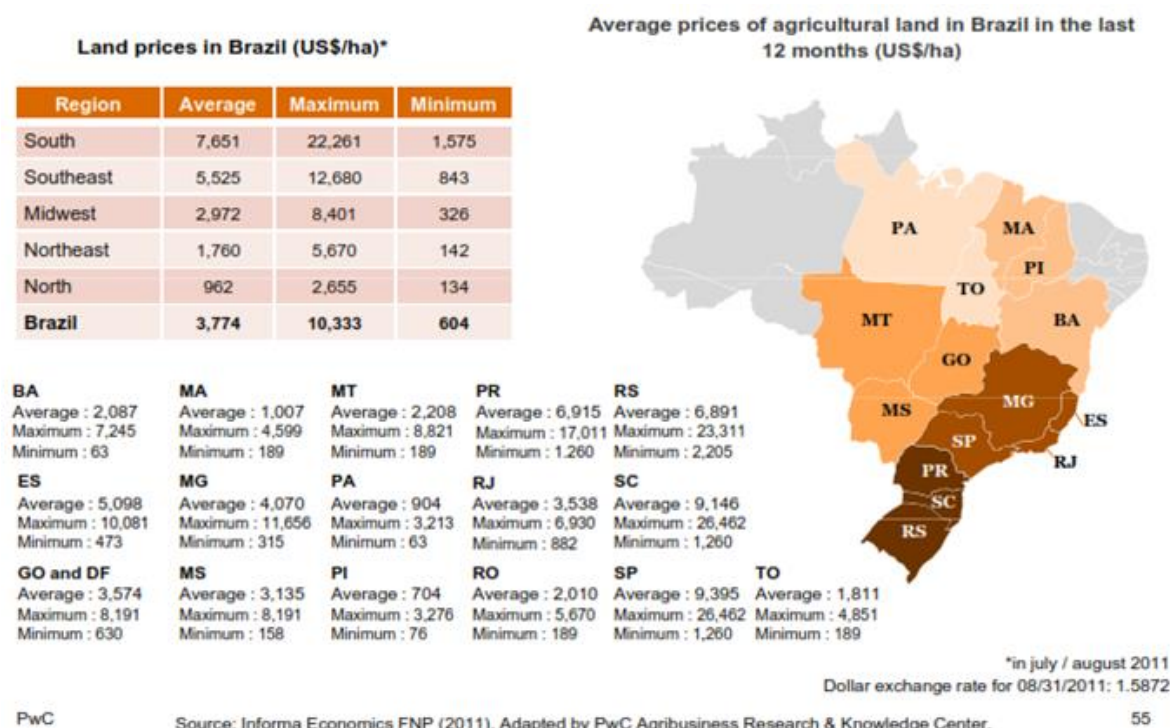 Land prices in Brazil (US$/ha)*
Average prices of agricultural land in Brazil in the last
12 months (US$/ha)
Region Average Maximum Minimum
South 7,651 22,261 1,575
Southeast 5,525 12,680 843
Midwest 2,972 8,401 326
Northeast 1,760 5,670 142
North 962 2,655 134
Brazil 3,774 10,333 604
PA
MA
PI
TO
MT
BA
GO
MG
MS
ES
SP
RJ
PR
SC
RS
BA MA MT PR RS
Average : 2,087 Average : 1,007 Average : 2,208 Average : 6,915 Average : 6,891
Maximum : 7,245 Maximum : 4,599 Maximum : 8,821 Maximum : 17,011 Maximum : 23,311
Minimum : 63 Minimum : 189 Minimum : 189 Minimum : 1.260 Minimum : 2,205
ES MG PA RJ SC
Average : 5,098 Average : 4,070 Average : 904 Average : 3,538 Average : 9,146
Maximum : 10,081 Maximum : 11,656 Maximum : 3,213 Maximum : 6,930 Maximum : 26,462
Minimum : 473 Minimum : 315 Minimum : 63 Minimum : 882 Minimum : 1,260
GO and DF MS PI RO SP TO
Average : 3,574 Average : 3,135 Average : 704 Average : 2,010 Average : 9,395 Average : 1,811
Maximum : 8,191 Maximum : 8,191 Maximum : 3,276 Maximum : 5,670 Maximum : 26,462 Maximum : 4,851
Minimum : 630 Minimum : 158 Minimum : 76 Minimum : 189 Minimum : 1,260 Minimum : 189
*in july / august 2011
Dollar exchange rate for 08/31/2011: 1.5872
PwC Source: Informa Economics FNP (2011). Adapted by PwC Agribusiness Research & Knowledge Center. 55